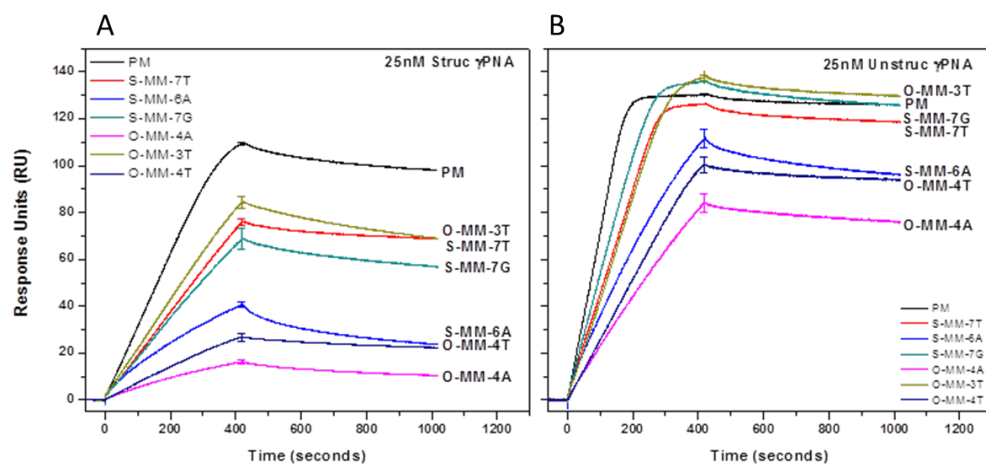 A
B
Response Units (RU)
140
120
100
80
60
40
20
0
PM
S-MM-7T
S-MM-6A
S-MM-7G
O-MM-4A
O-MM-3T
O-MM-4T
25nM Struc γPNA
PM
O-MM-3T
S-MM-7T
S-MM-7G
S-MM-6A
O-MM-4T
O-MM-4A
0 200 400 600 800 1000 1200
Time (seconds)
25nM Unstruc γPNA
O-MM-3T
PM
S-MM-7G
S-MM-7T
S-MM-6A
O-MM-4T
O-MM-4A
PM
S-MM-7T
S-MM-6A
S-MM-7G
O-MM-4A
O-MM-3T
O-MM-4T
0 200 400 600 800 1000 1200
Time (seconds)